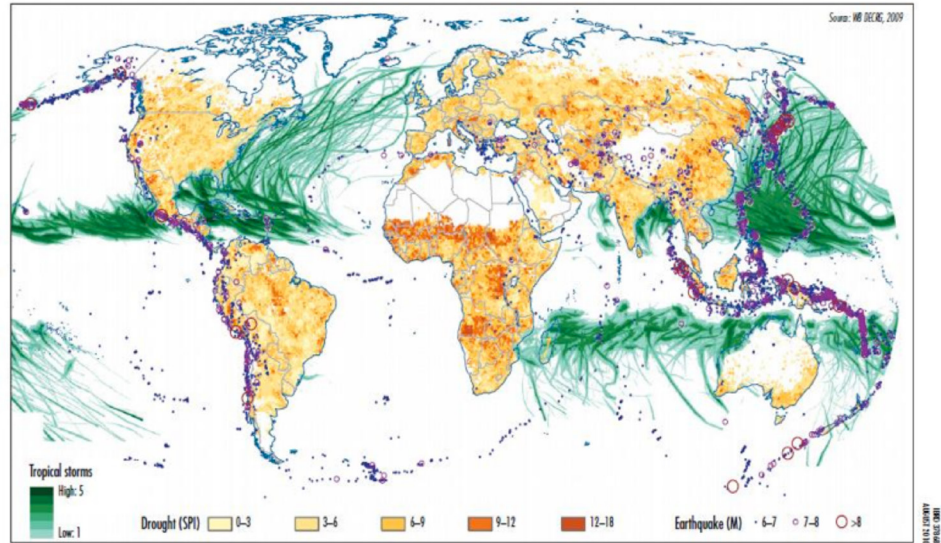 Source: WB DECRG, 2009
Tropical storms
High: 5
Low: 1
Drought (SPI) 0–3 3–6 6–9 9–12 12–18 Earthquake (M) 6–7 7–8 >8